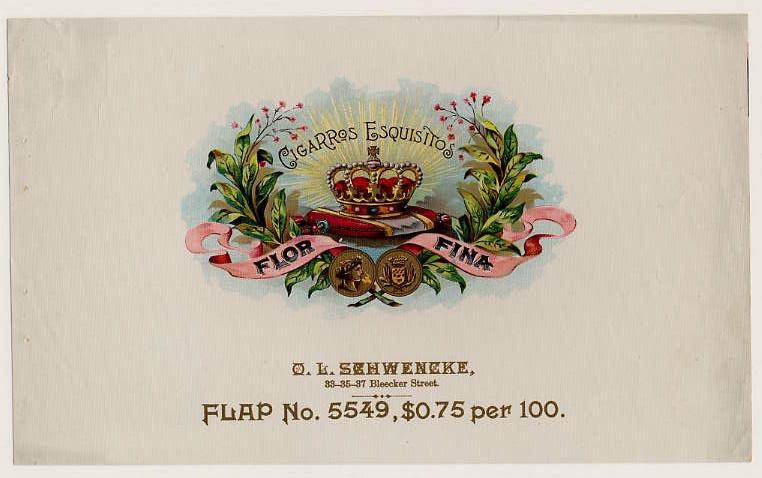 CIGARROS ESQUISITOS
FLOR FINA
O. L. SCHWENCKE,
33-35-37 Bleecker Street.
FLAP No. 5549, $0.75 per 100.